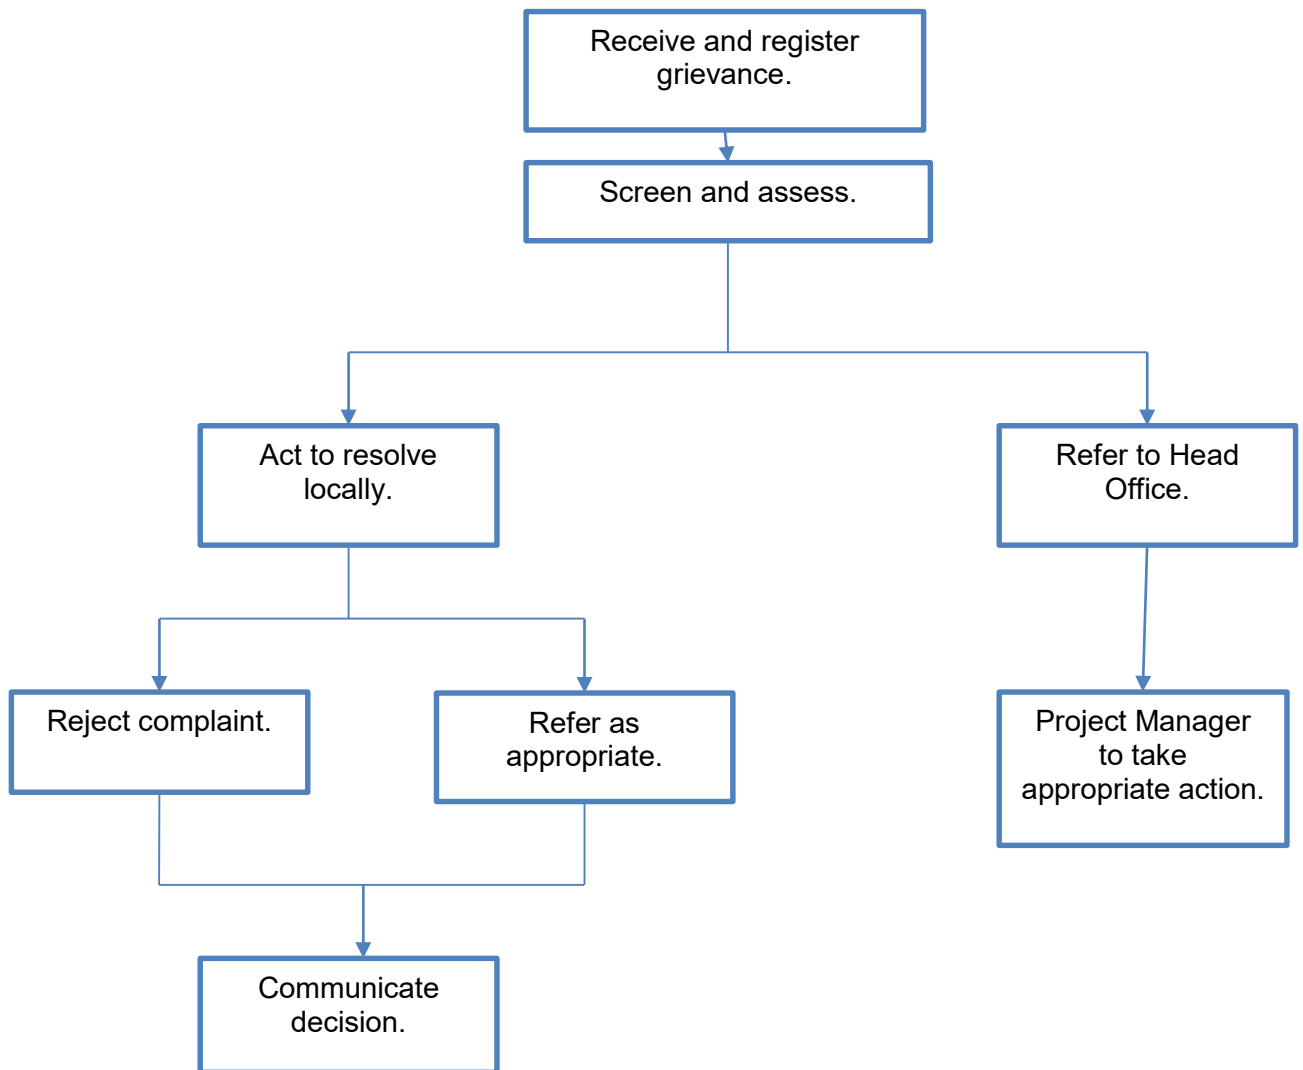 Receive and register
grievance.
Screen and assess.
Act to resolve
locally.
Refer to Head
Office.
Reject complaint.
Refer as
appropriate.
Project Manager
to take
appropriate action.
Communicate
decision.